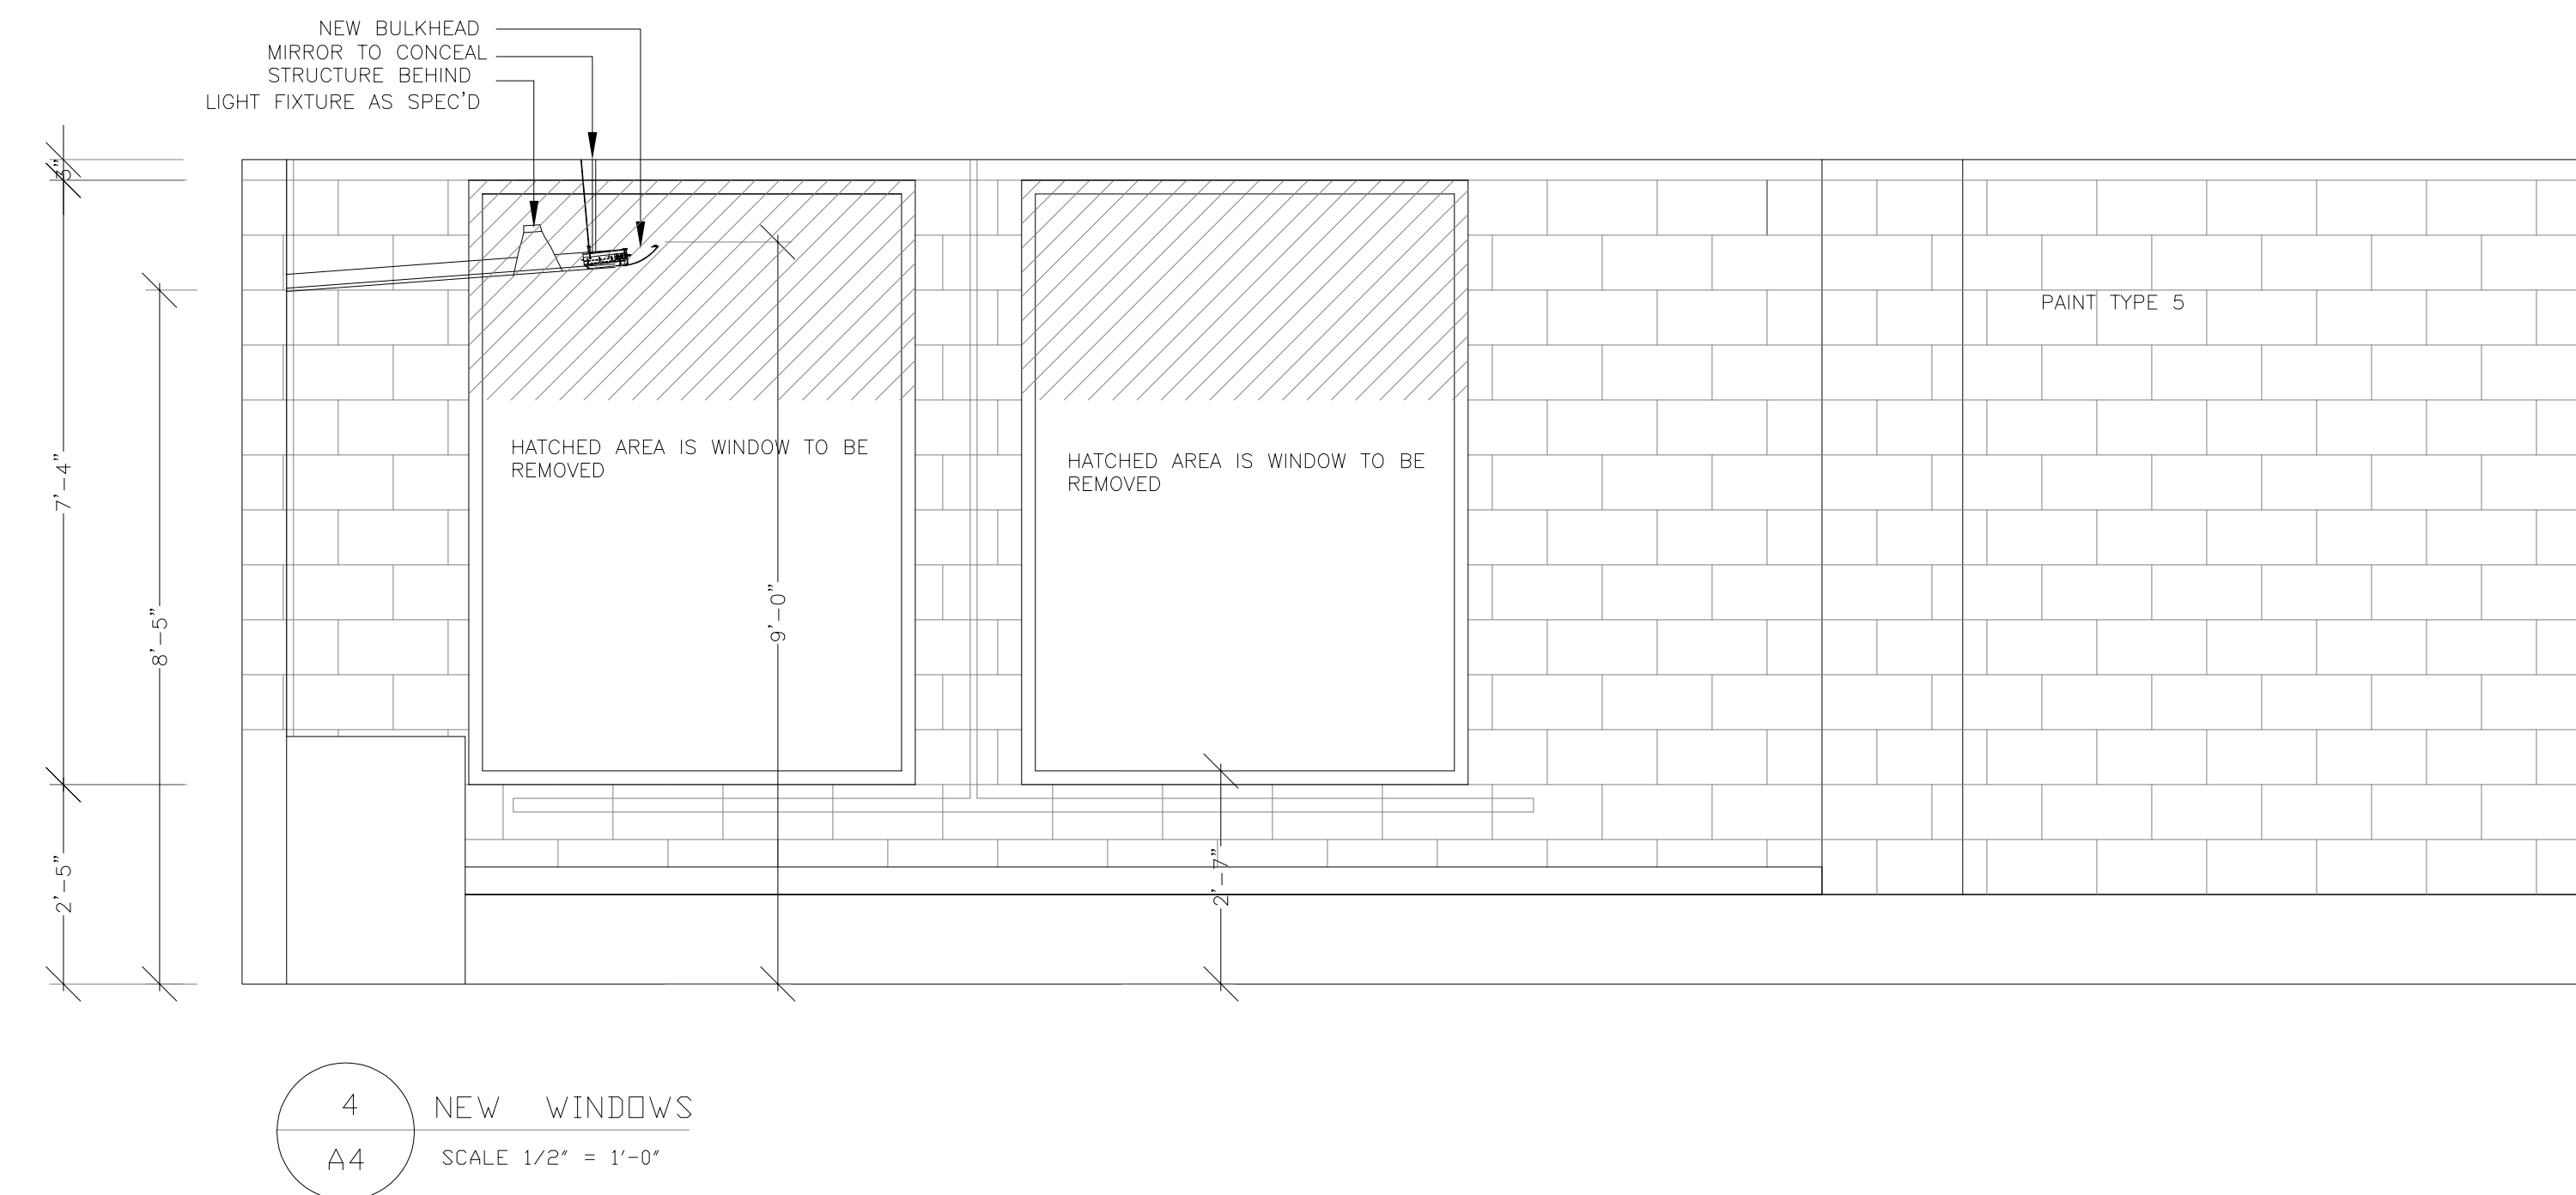 NEW BULKHEAD
MIRROR TO CONCEAL
STRUCTURE BEHIND
LIGHT FIXTURE AS SPEC'D
3"
7'-4"
8'-5"
2'-5"
9'-0"
2'-7"
HATCHED AREA IS WINDOW TO BE
REMOVED
HATCHED AREA IS WINDOW TO BE
REMOVED
PAINT TYPE 5
4
A4
NEW WINDOWS
SCALE 1/2" = 1'-0"